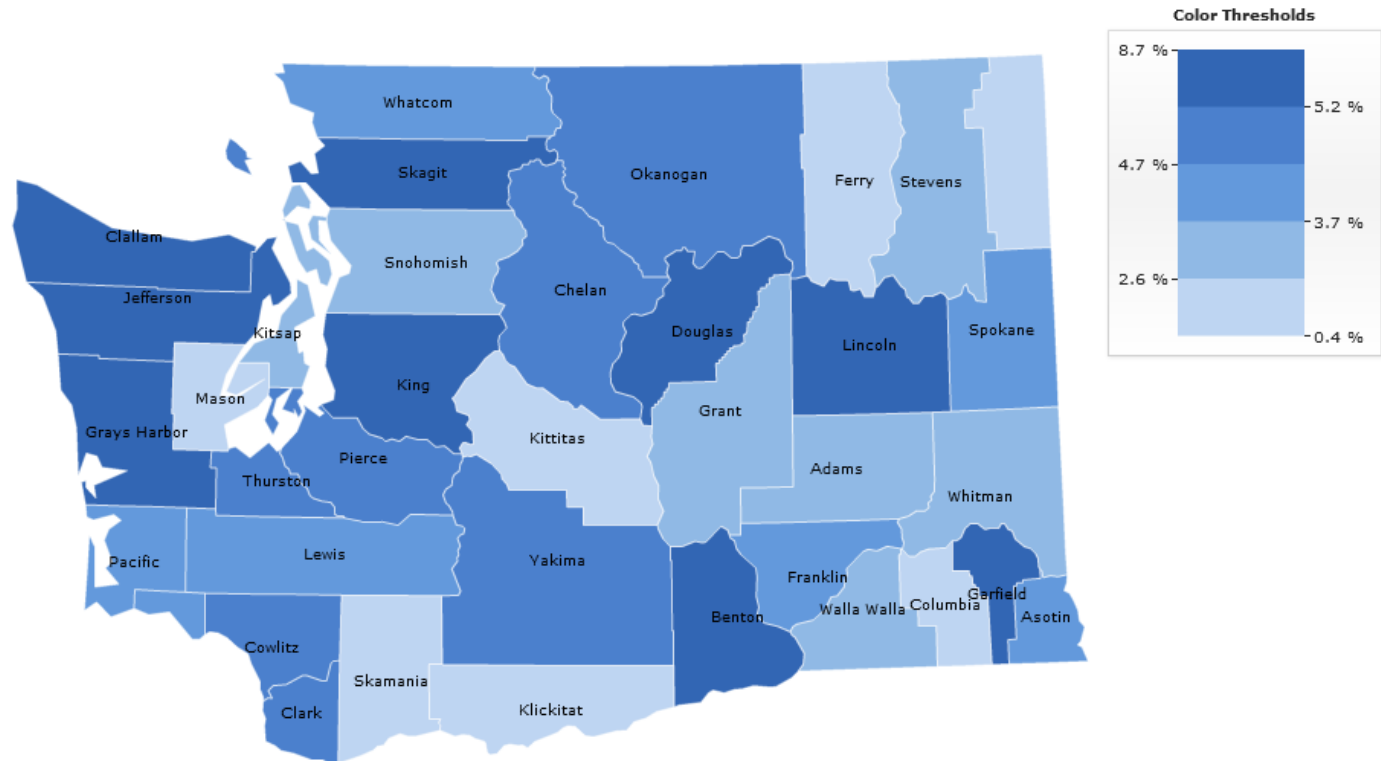 Color Thresholds
8.7 %
5.2 %
4.7 %
3.7 %
2.6 %
0.4 %
Whatcom
Skagit
Okanogan
Ferry
Stevens
Clallam
Snohomish
Jefferson
Chelan
Kitsap
Douglas
Lincoln
Spokane
King
Mason
Grant
Grays Harbor
Kittitas
Pierce
Adams
Thurston
Whitman
Lewis
Yakima
Pacific
Franklin
Garfield
Columbia
Walla Walla
Benton
Asotin
Cowlitz
Skamania
Klickitat
Clark